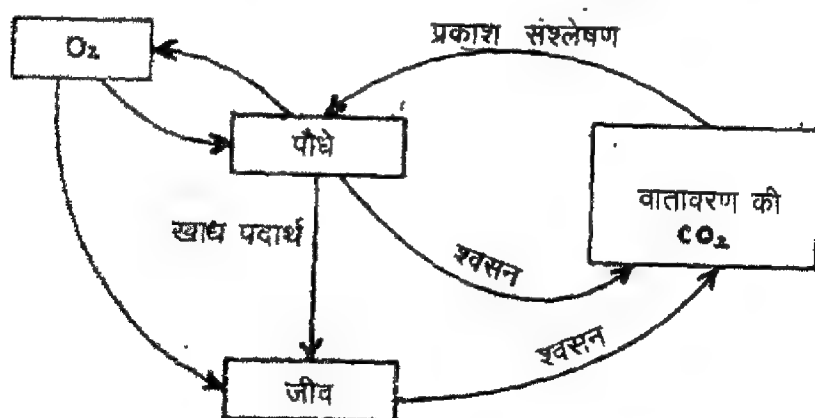 प्रकाश संश्लेषण
O₂
पौधे
वातावरण की
CO₂
खाध पदार्थ
श्वसन
श्वसन
जीव